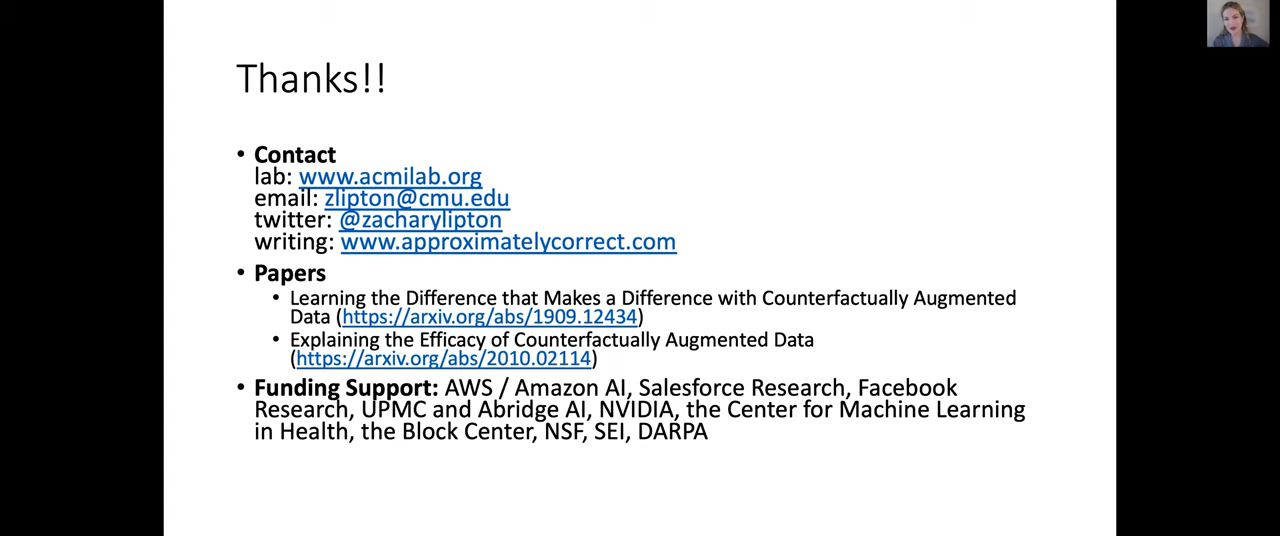 Thanks!!
• Contact
lab: www.acmilab.org
email: zlipton@cmu.edu
twitter: @zacharylipton
writing: www.approximatelycorrect.com
• Papers
• Learning the Difference that Makes a Difference with Counterfactually Augmented
Data (https://arxiv.org/abs/1909.12434)
• Explaining the Efficacy of Counterfactually Augmented Data
(https://arxiv.org/abs/2010.02114)
• Funding Support: AWS / Amazon AI, Salesforce Research, Facebook
Research, UPMC and Abridge AI, NVIDIA, the Center for Machine Learning
in Health, the Block Center, NSF, SEI, DARPA